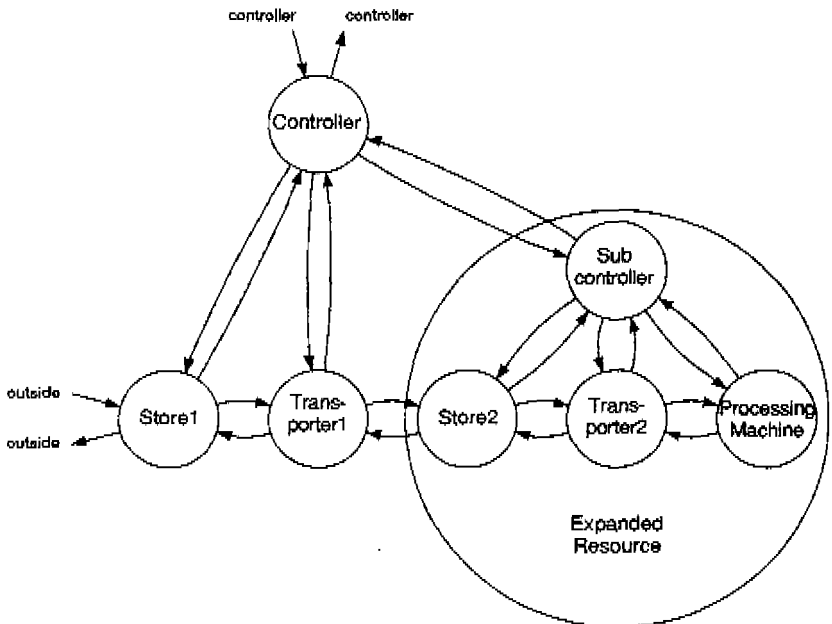 controller controller
Controller
Sub
controller
outside
outside
Store1
Trans-
porter1
Store2
Trans-
porter2
Processing
Machine
Expanded
Resource